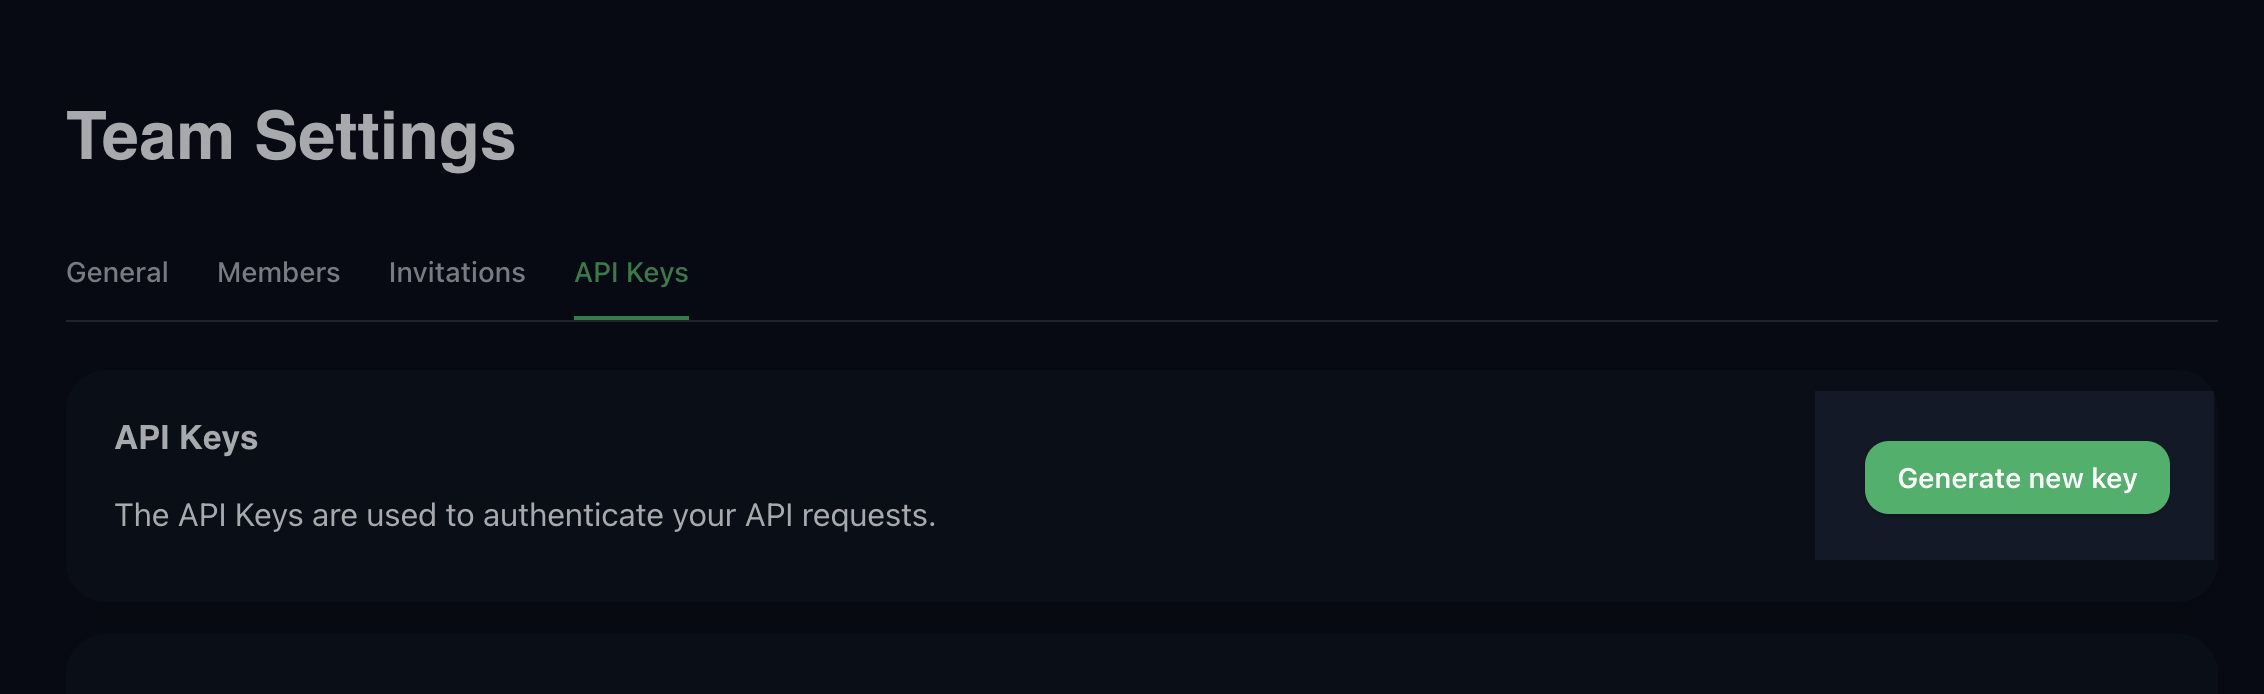 Team Settings
General Members Invitations API Keys
API Keys
Generate new key
The API Keys are used to authenticate your API requests.